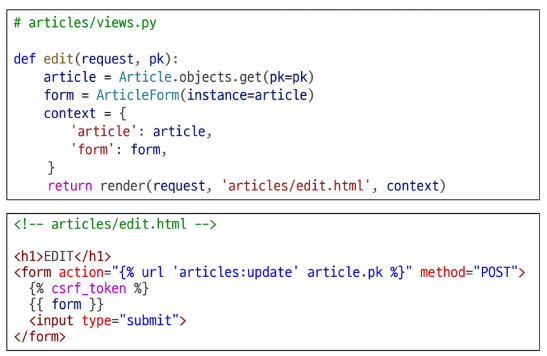 # articles/views.py
def edit(request, pk):
    article = Article.objects.get(pk=pk)
    form = ArticleForm(instance=article)
    context = {
        'article': article,
        'form': form,
    }
    return render(request, 'articles/edit.html', context)
<!-- articles/edit.html -->
<h1>EDIT</h1>
<form action="{% url 'articles:update' article.pk %}" method="POST">
  {% csrf_token %}
  {{ form }}
  <input type="submit">
</form>